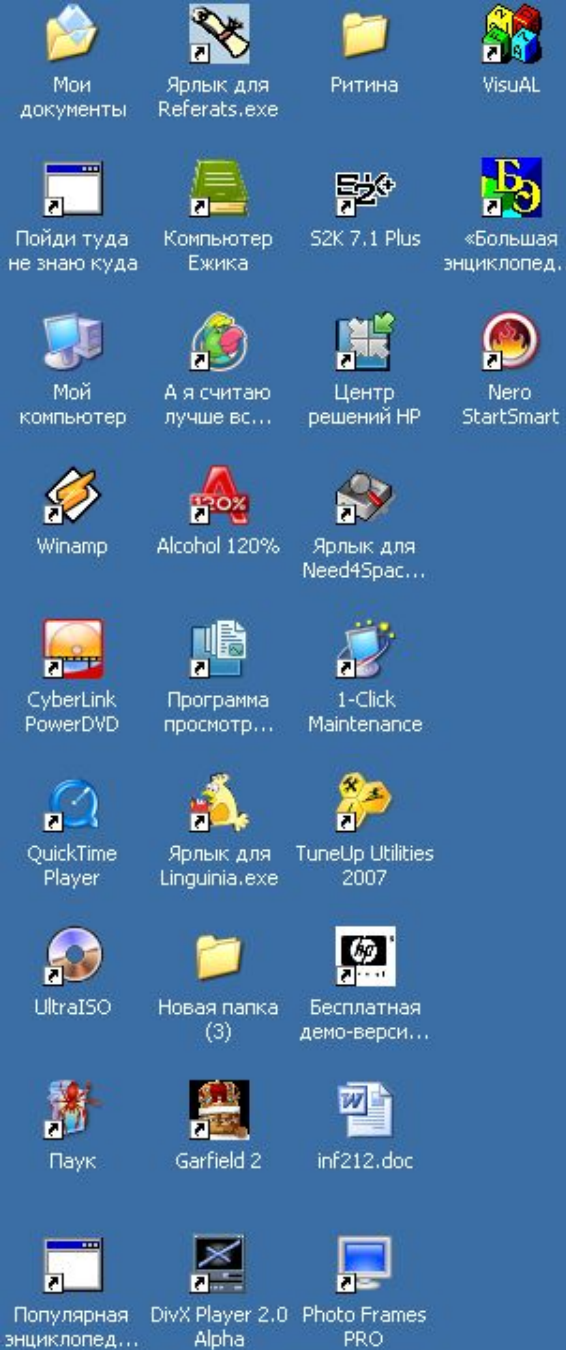 Мои
документы
Ярлык для
Referats.exe
Ритина
VisuAL
Пойди туда
не знаю куда
Компьютер
Ежика
S2K 7.1 Plus
«Большая
энциклопед.
Мой
компьютер
А я считаю
лучше вс...
Центр
решений HP
Nero
StartSmart
Winamp
120%
Alcohol 120%
Ярлык для
Need4Spac...
CyberLink
PowerDVD
Программа
просмотр...
1-Click
Maintenance
QuickTime
Player
Ярлык для
Linguinia.exe
TuneUp Utilities
2007
UltraISO
Новая папка
(3)
hp
Бесплатная
демо-верси...
Паук
Garfield 2
inf212.doc
Популярная
энциклопед...
DivX Player 2.0
Alpha
Photo Frames
PRO